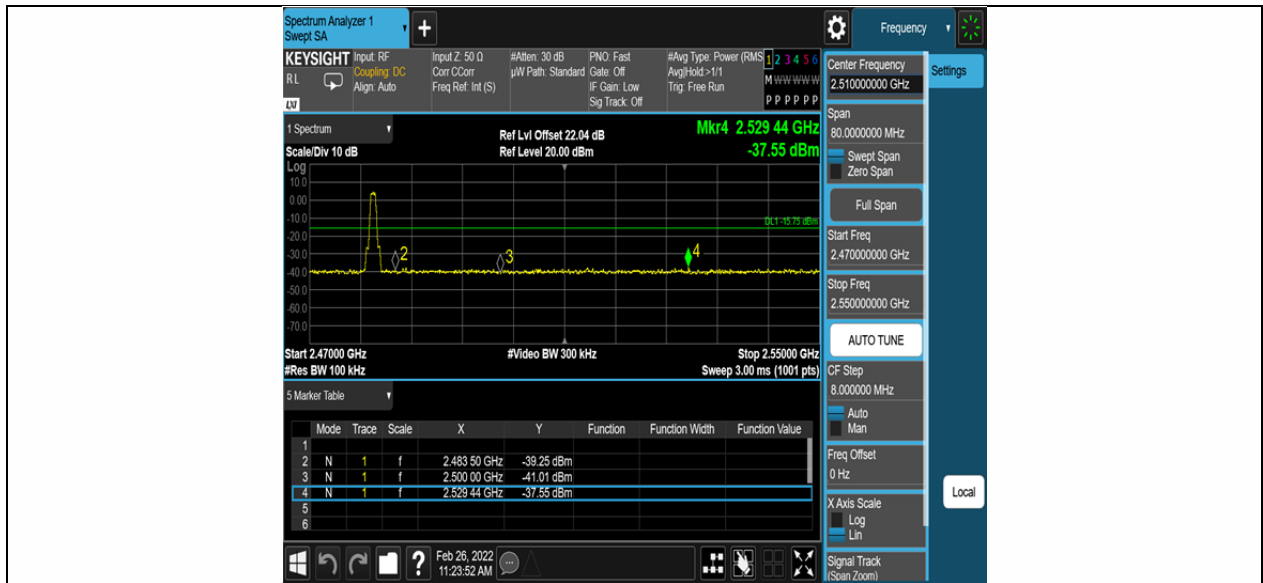 Spectrum Analyzer 1
Swept SA
+
Frequency
KEYSIGHT
RL
LXI
Input: RF
Coupling: DC
Align: Auto
Input Z: 50 Ω
Corr CCorr
Freq Ref: Int (S)
#Atten: 30 dB
µW Path: Standard
PNO: Fast
Gate: Off
IF Gain: Low
Sig Track: Off
#Avg Type: Power (RMS
Avg|Hold:>1/1
Trig: Free Run
1 2 3 4 5 6
M W W W W W
P P P P P P
1 Spectrum
Scale/Div 10 dB
Ref Lvl Offset 22.04 dB
Ref Level 20.00 dBm
Mkr4 2.529 44 GHz
-37.55 dBm
Log
10.0
0.00
-10.0
-20.0
-30.0
-40.0
-50.0
-60.0
-70.0
DL1 -15.75 dBm
2
3
4
Start 2.47000 GHz
#Res BW 100 kHz
#Video BW 300 kHz
Stop 2.55000 GHz
Sweep 3.00 ms (1001 pts)
5 Marker Table
Mode Trace Scale X Y Function Function Width Function Value
1
2 N 1 f 2.483 50 GHz -39.25 dBm
3 N 1 f 2.500 00 GHz -41.01 dBm
4 N 1 f 2.529 44 GHz -37.55 dBm
5
6
?
Feb 26, 2022
11:23:52 AM
Center Frequency
2.510000000 GHz
Settings
Span
80.0000000 MHz
Swept Span
Zero Span
Full Span
Start Freq
2.470000000 GHz
Stop Freq
2.550000000 GHz
AUTO TUNE
CF Step
8.000000 MHz
Auto
Man
Freq Offset
0 Hz
X Axis Scale
Log
Lin
Local
Signal Track
(Span Zoom)